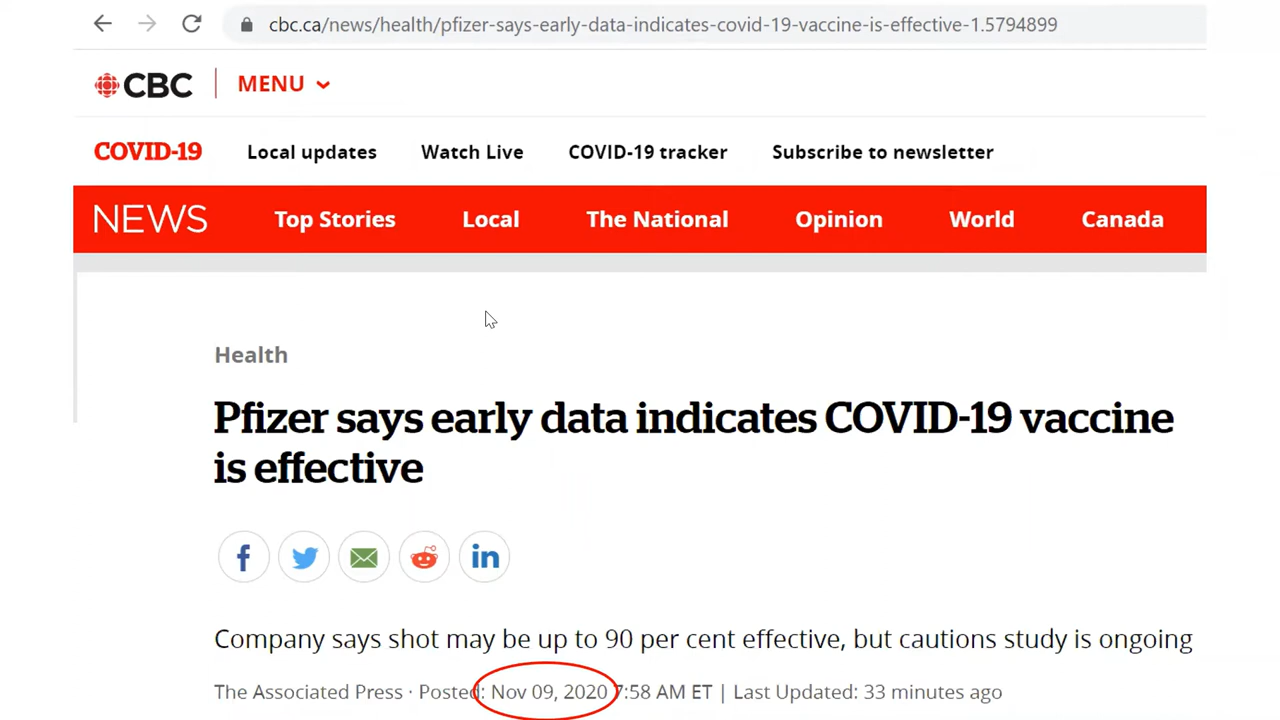 cbc.ca/news/health/pfizer-says-early-data-indicates-covid-19-vaccine-is-effective-1.5794899
CBC MENU
COVID-19 Local updates Watch Live COVID-19 tracker Subscribe to newsletter
NEWS Top Stories Local The National Opinion World Canada
Health
Pfizer says early data indicates COVID-19 vaccine
is effective
f in
Company says shot may be up to 90 per cent effective, but cautions study is ongoing
The Associated Press · Posted: Nov 09, 2020 7:58 AM ET | Last Updated: 33 minutes ago